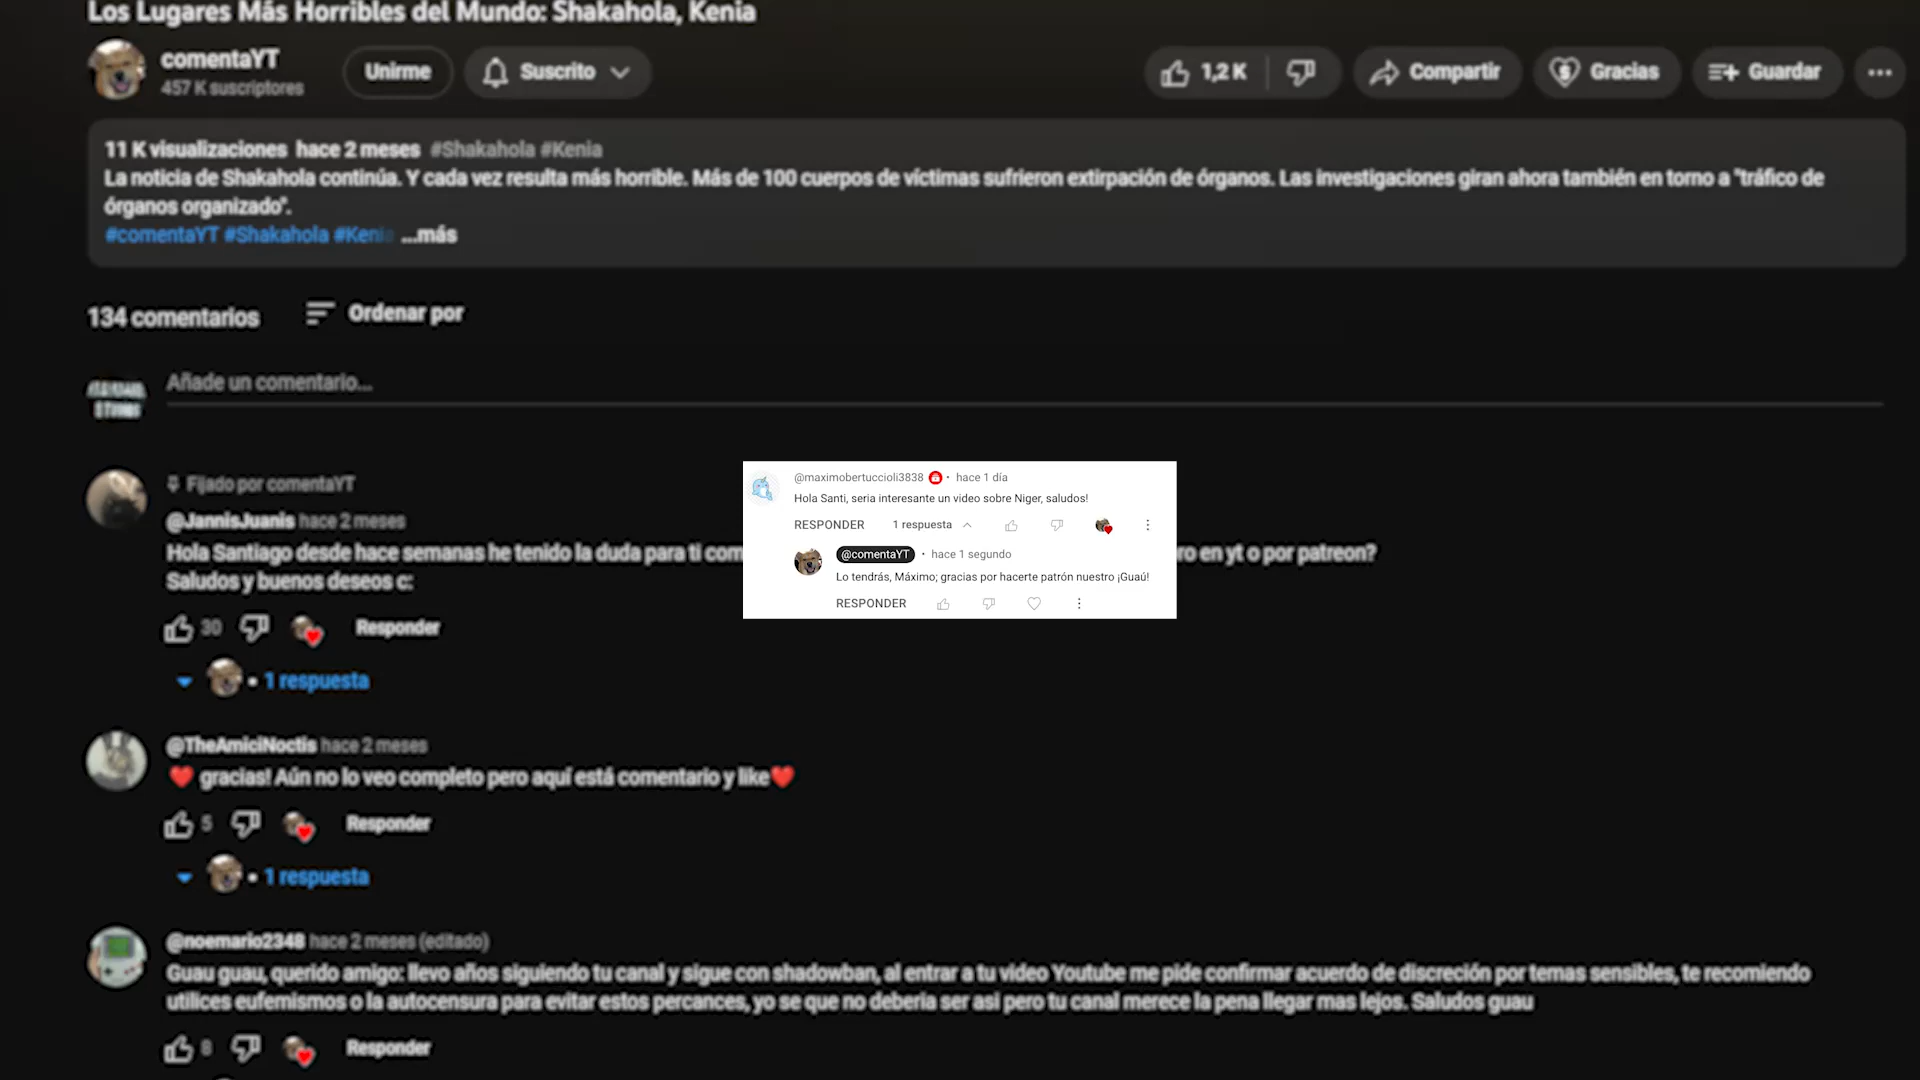 Los Lugares Más Horribles del Mundo: Shakahola, Kenia
comentaYT
457 K suscriptores
Unirme
Suscrito
1,2 K
Compartir
Gracias
Guardar
11 K visualizaciones hace 2 meses #Shakahola #Kenia
La noticia de Shakahola continúa. Y cada vez resulta más horrible. Más de 100 cuerpos de víctimas sufrieron extirpación de órganos. Las investigaciones giran ahora también en torno a "tráfico de
órganos organizado".
#comentaYT #Shakahola #Kenia ...más
134 comentarios
Ordenar por
Añade un comentario...
Fijado por comentaYT
@JannisJuanis hace 2 meses
Hola Santiago desde hace semanas he tenido la duda para ti com
ro en yt o por patreon?
Saludos y buenos deseos c:
30
Responder
1 respuesta
@maximobertuccioli3838 · hace 1 día
Hola Santi, seria interesante un video sobre Niger, saludos!
RESPONDER
1 respuesta
@comentaYT · hace 1 segundo
Lo tendrás, Máximo; gracias por hacerte patrón nuestro ¡Guaú!
RESPONDER
@TheAmiciNoctis hace 2 meses
❤️ gracias! Aún no lo veo completo pero aquí está comentario y like❤️
5
Responder
1 respuesta
@noemario2348 hace 2 meses (editado)
Guau guau, querido amigo: llevo años siguiendo tu canal y sigue con shadowban, al entrar a tu video Youtube me pide confirmar acuerdo de discreción por temas sensibles, te recomiendo
utilices eufemismos o la autocensura para evitar estos percances, yo se que no deberia ser asi pero tu canal merece la pena llegar mas lejos. Saludos guau
8
Responder